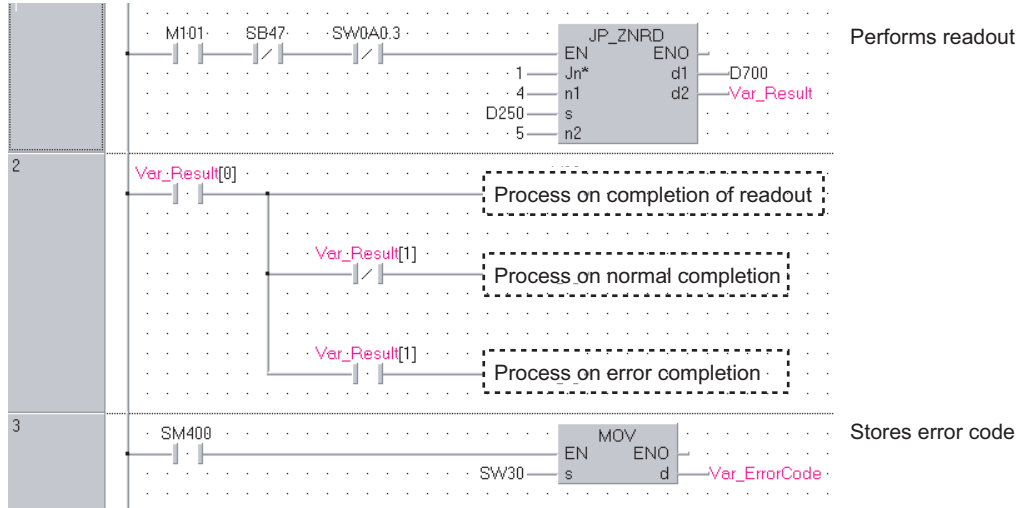 1
M101 SB47 SW0A0.3
JP_ZNRD
EN ENO
1 Jn* d1 D700
4 n1 d2 Var_Result
D250 s
5 n2
Performs readout
2
Var_Result[0]
Process on completion of readout
Var_Result[1]
Process on normal completion
Var_Result[1]
Process on error completion
3
SM400
MOV
EN ENO
SW30 s d Var_ErrorCode
Stores error code